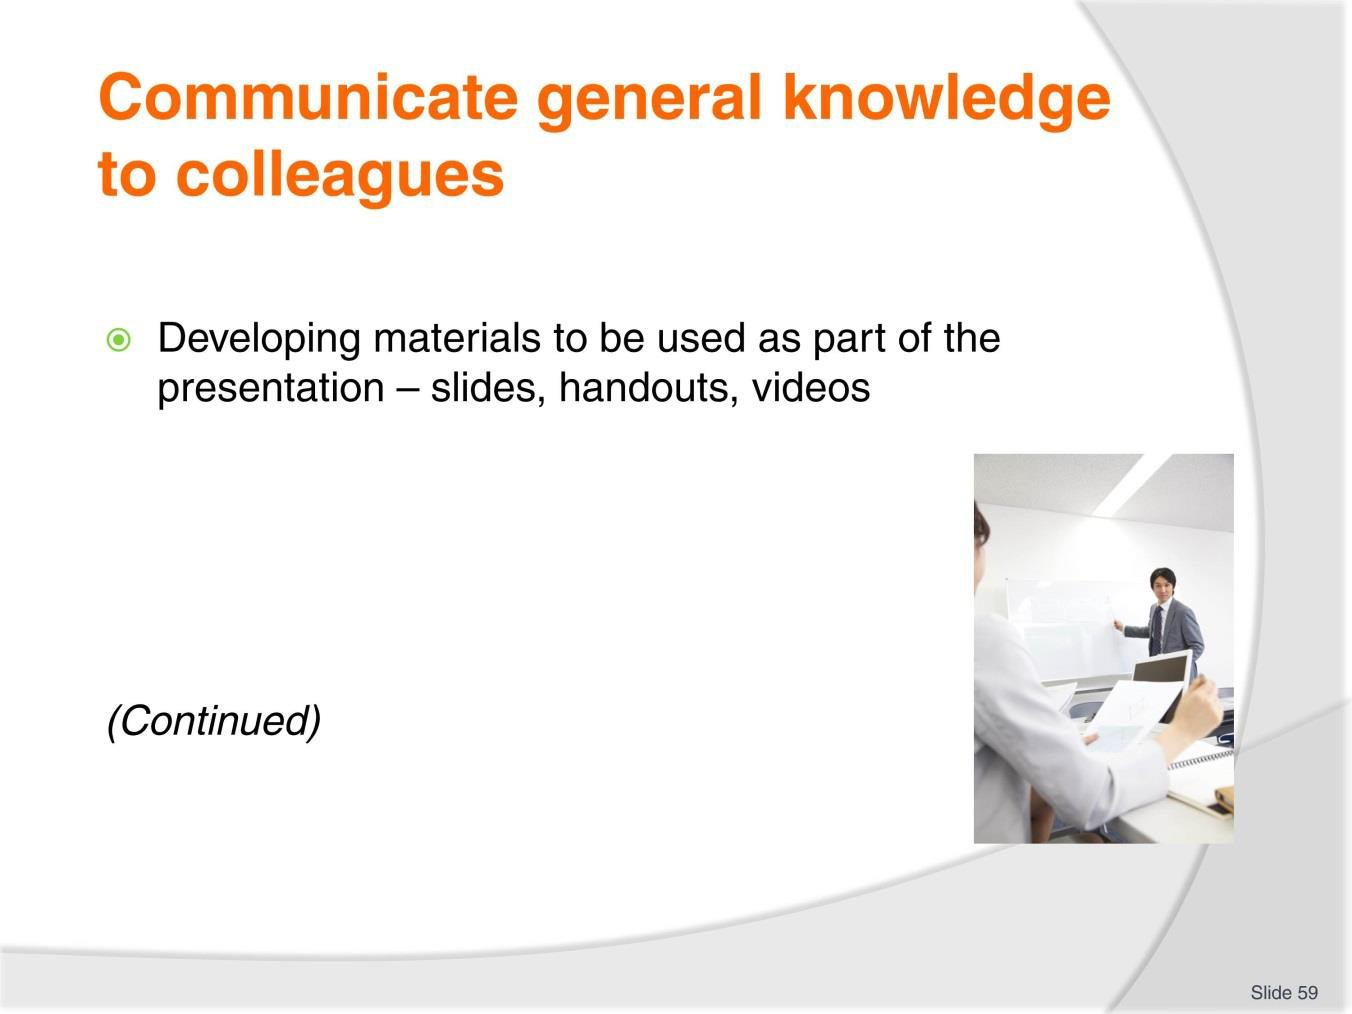 Communicate general knowledge
to colleagues
Developing materials to be used as part of the
presentation – slides, handouts, videos
(Continued)
Slide 59